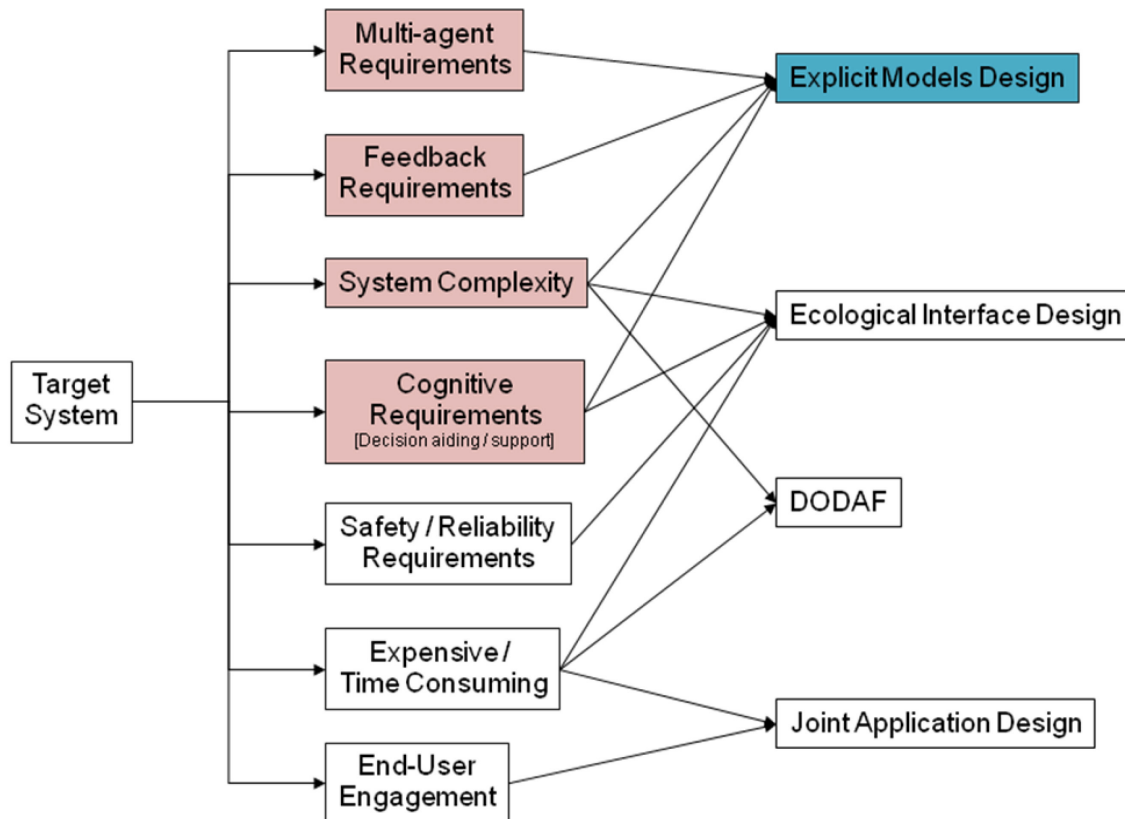 Target
System
Multi-agent
Requirements
Feedback
Requirements
System Complexity
Cognitive
Requirements
[Decision aiding / support]
Safety / Reliability
Requirements
Expensive /
Time Consuming
End-User
Engagement
Explicit Models Design
Ecological Interface Design
DODAF
Joint Application Design